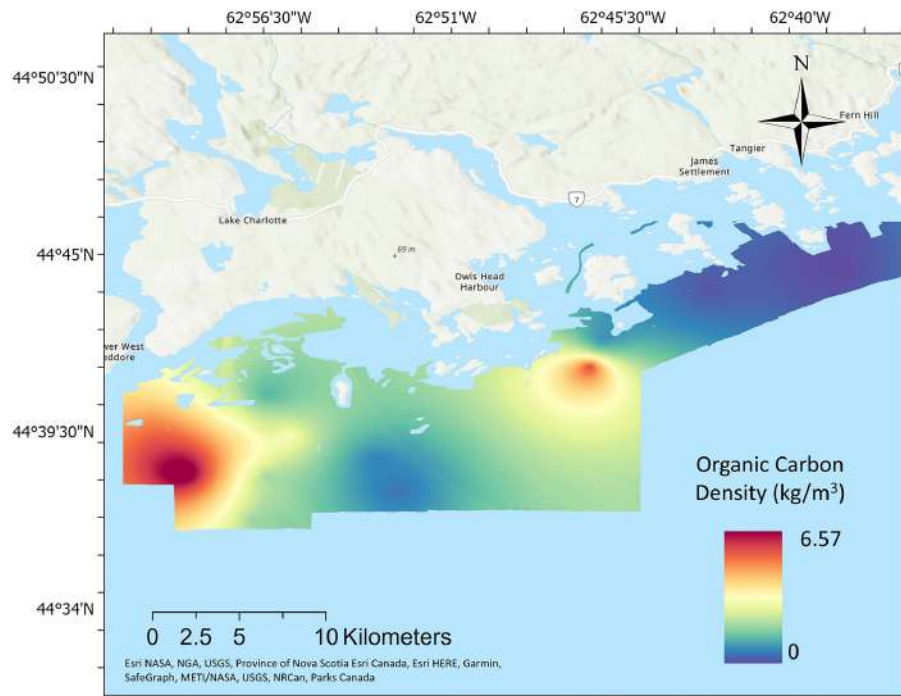 62°56'30"W 62°51'W 62°45'30"W 62°40'W
44°50'30"N
N
Fern Hill
Tangier
James
Settlement
7
Lake Charlotte
69 m
44°45'N
Owls Head
Harbour
wer West
eddore
44°39'30"N
Organic Carbon
Density (kg/m³)
6.57
44°34'N
0 2.5 5 10 Kilometers
0
Esri NASA, NGA, USGS, Province of Nova Scotia Esri Canada, Esri HERE, Garmin,
SafeGraph, METI/NASA, USGS, NRCan, Parks Canada